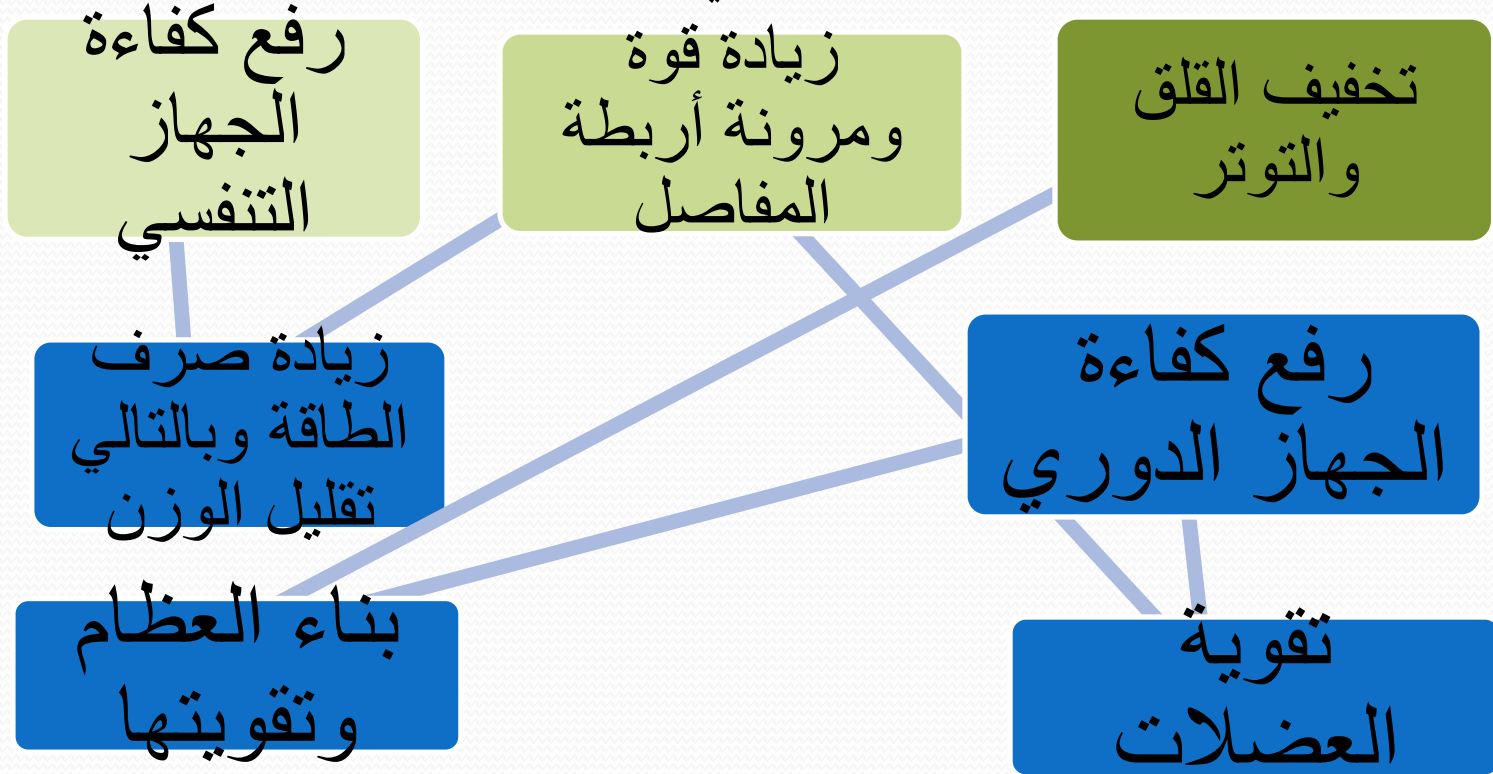 تخفيف القلق
والتوتر
زيادة قوة
ومرونة أربطة
المفاصل
رفع كفاءة
الجهاز
التنفسي
رفع كفاءة
الجهاز الدوري
زيادة صرف
الطاقة وبالتالي
تقليل الوزن
تقوية
العضلات
بناء العظام
وتقويتها